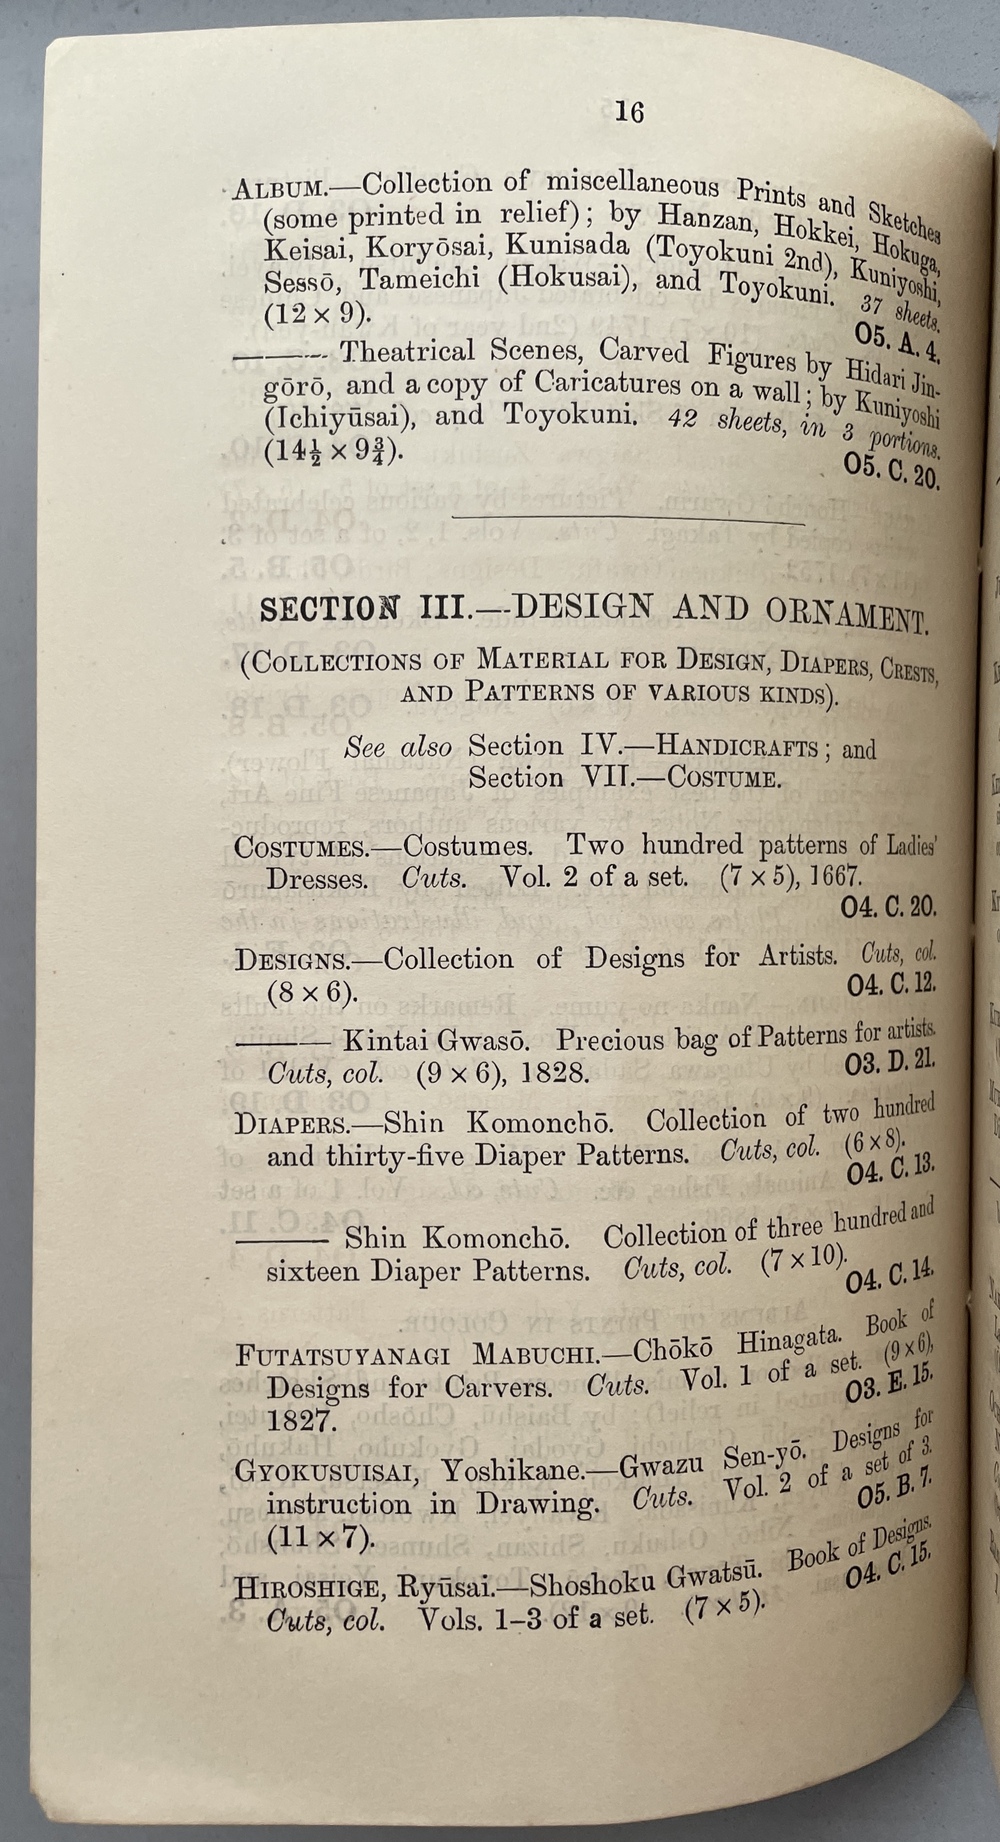 16
ALBUM.—Collection of miscellaneous Prints and Sketches
(some printed in relief); by Hanzan, Hokkei, Hokuga,
Keisai, Koryōsai, Kunisada (Toyokuni 2nd), Kuniyoshi,
Sessō, Tameichi (Hokusai), and Toyokuni. 37 sheets.
(12 × 9). O5. A. 4.
——— Theatrical Scenes, Carved Figures by Hidari Jin-
gōrō, and a copy of Caricatures on a wall; by Kuniyoshi
(Ichiyūsai), and Toyokuni. 42 sheets, in 3 portions.
(14½ × 9¾). O5. C. 20.
SECTION III.—DESIGN AND ORNAMENT.
(COLLECTIONS OF MATERIAL FOR DESIGN, DIAPERS, CRESTS,
AND PATTERNS OF VARIOUS KINDS).
See also Section IV.—HANDICRAFTS; and
Section VII.—COSTUME.
COSTUMES.—Costumes. Two hundred patterns of Ladies'
Dresses. Cuts. Vol. 2 of a set. (7 × 5), 1667.
O4. C. 20.
DESIGNS.—Collection of Designs for Artists. Cuts, col.
(8 × 6). O4. C. 12.
——— Kintai Gwasō. Precious bag of Patterns for artists.
Cuts, col. (9 × 6), 1828. O3. D. 21.
DIAPERS.—Shin Komonchō. Collection of two hundred
and thirty-five Diaper Patterns. Cuts, col. (6 × 8).
O4. C. 13.
——— Shin Komonchō. Collection of three hundred and
sixteen Diaper Patterns. Cuts, col. (7 × 10).
O4. C. 14.
FUTATSUYANAGI MABUCHI.—Chōkō Hinagata. Book of
Designs for Carvers. Cuts. Vol. 1 of a set. (9 × 6),
1827. O3. E. 15.
GYOKUSUISAI, Yoshikane.—Gwazu Sen-yō. Designs for
instruction in Drawing. Cuts. Vol. 2 of a set of 3.
(11 × 7). O5. B. 7.
HIROSHIGE, Ryūsai.—Shoshoku Gwatsū. Book of Designs.
Cuts, col. Vols. 1–3 of a set. (7 × 5). O4. C. 15.